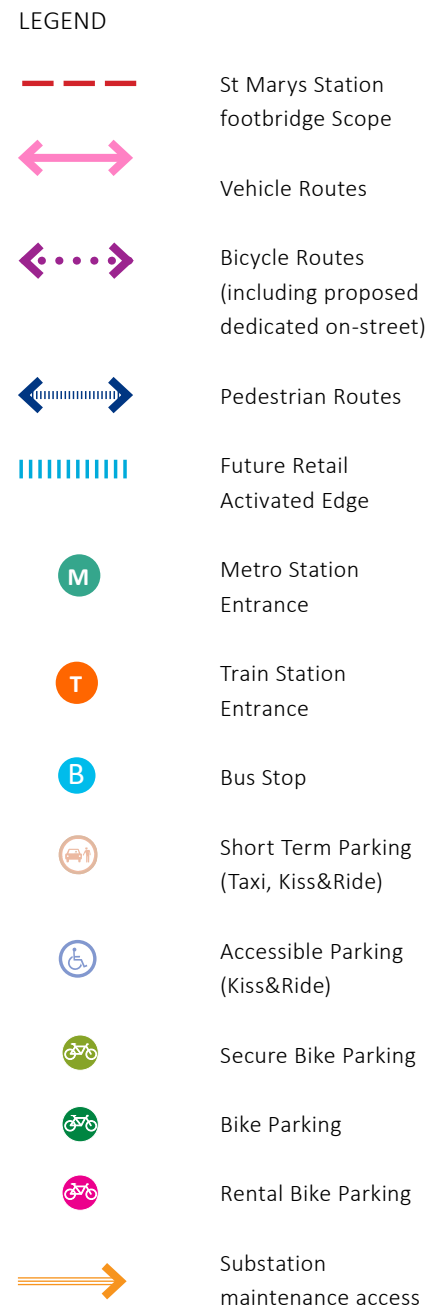 LEGEND
St Marys Station
footbridge Scope
Vehicle Routes
Bicycle Routes
(including proposed
dedicated on-street)
Pedestrian Routes
Future Retail
Activated Edge
M
Metro Station
Entrance
T
Train Station
Entrance
B
Bus Stop
Short Term Parking
(Taxi, Kiss&Ride)
Accessible Parking
(Kiss&Ride)
Secure Bike Parking
Bike Parking
Rental Bike Parking
Substation
maintenance access